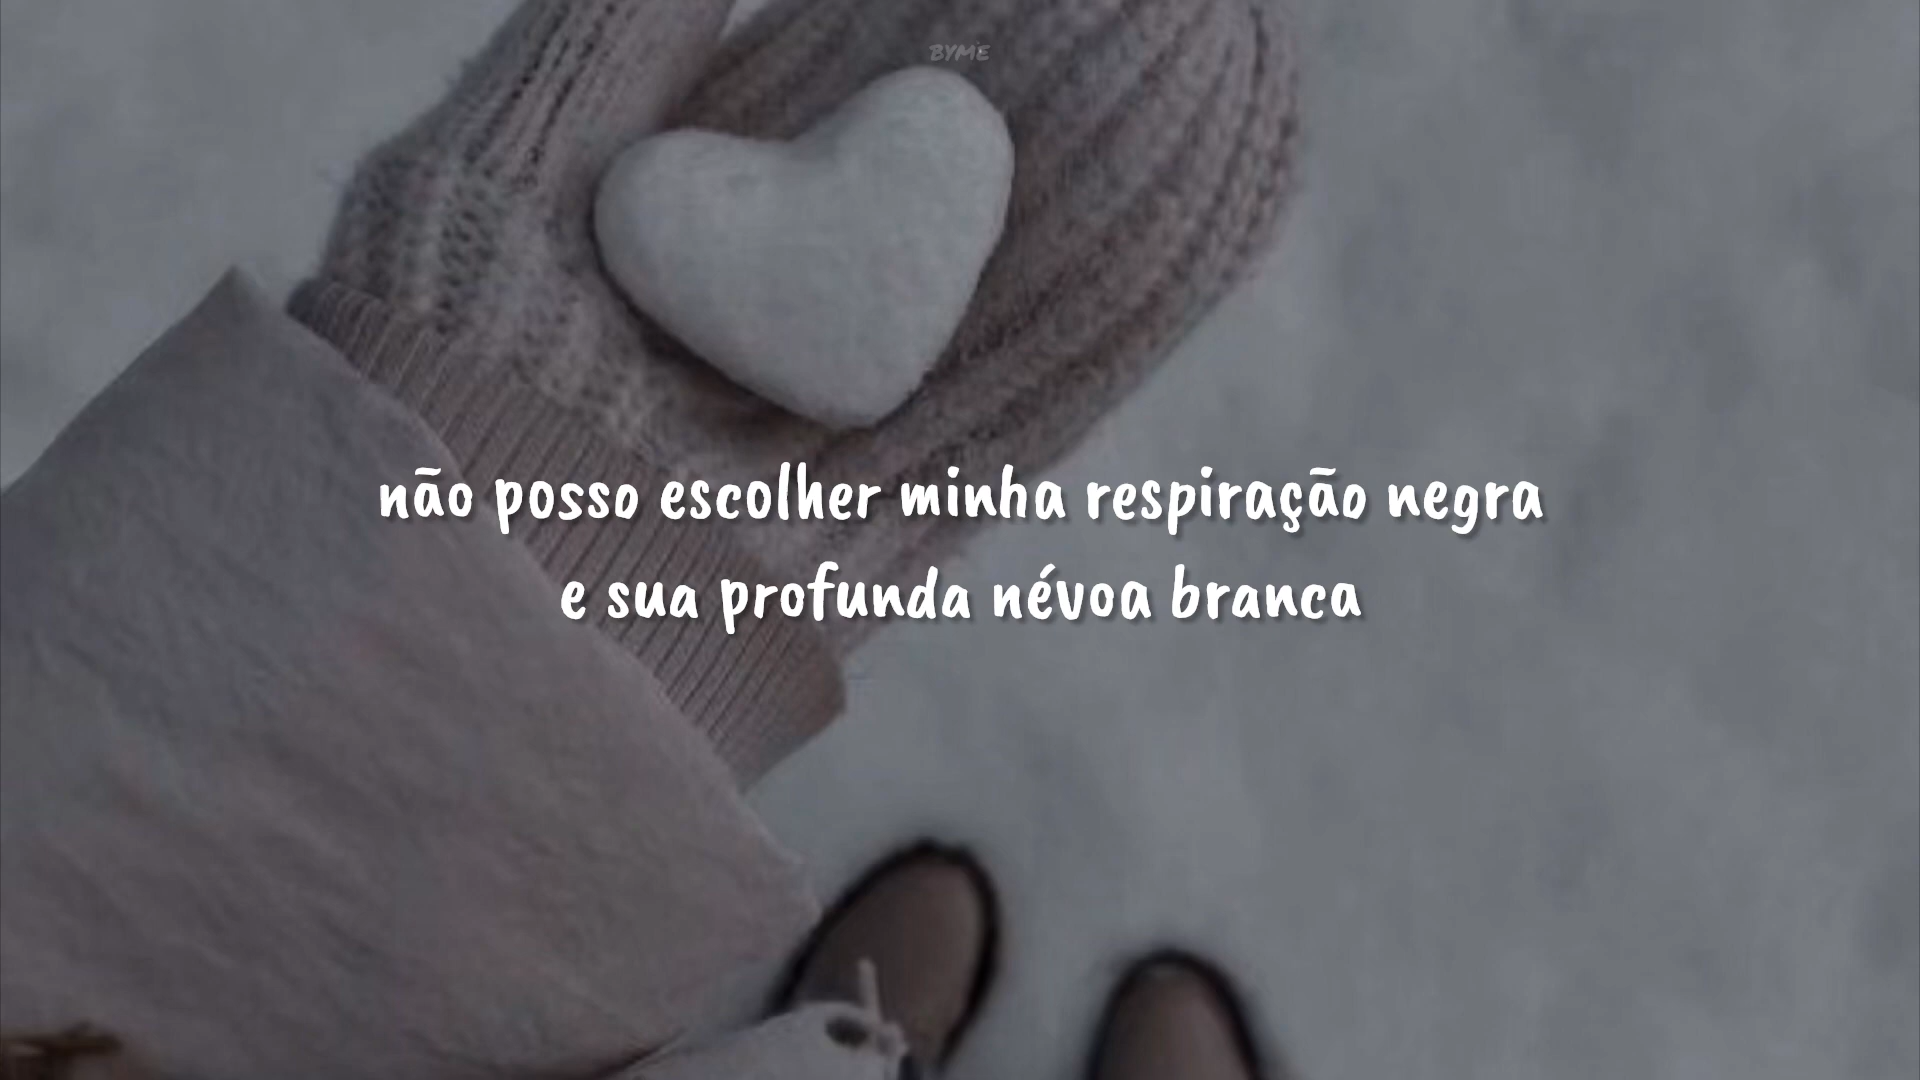 BYME
não posso escolher minha respiração negra
e sua profunda névoa branca